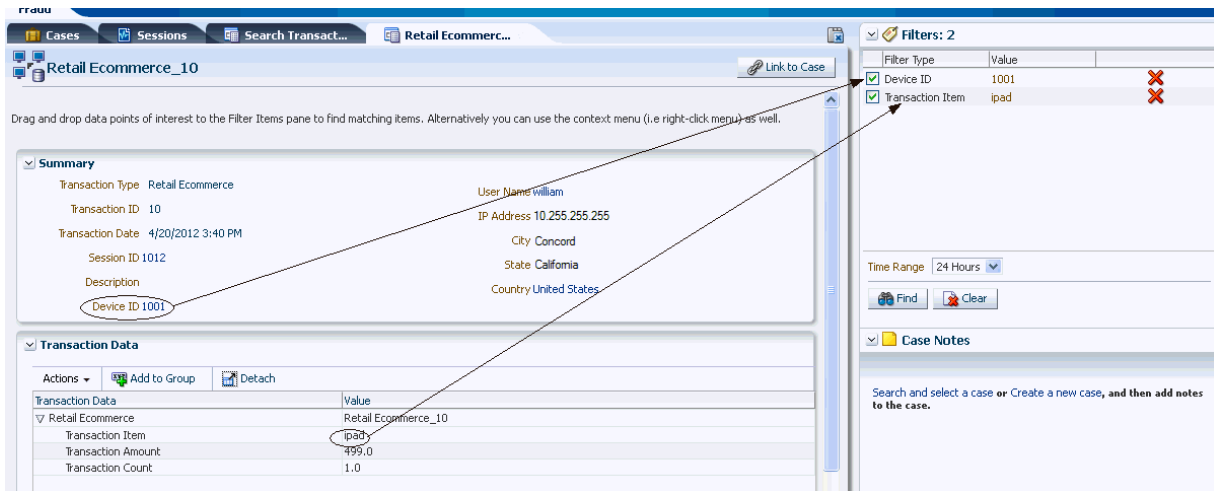 Fraud
Cases
Sessions
Search Transact...
Retail Ecommerc...
Retail Ecommerce_10
Link to Case
Drag and drop data points of interest to the Filter Items pane to find matching items. Alternatively you can use the context menu (i.e right-click menu) as well.
Summary
Transaction Type Retail Ecommerce
Transaction ID 10
Transaction Date 4/20/2012 3:40 PM
Session ID 1012
Description
Device ID 1001
User Name william
IP Address 10.255.255.255
City Concord
State California
Country United States
Transaction Data
Actions Add to Group Detach
Transaction Data Value
Retail Ecommerce Retail Ecommerce_10
Transaction Item ipad
Transaction Amount 499.0
Transaction Count 1.0
Filters: 2
Filter Type Value
Device ID 1001
Transaction Item ipad
Time Range 24 Hours
Find Clear
Case Notes
Search and select a case or Create a new case, and then add notes
to the case.